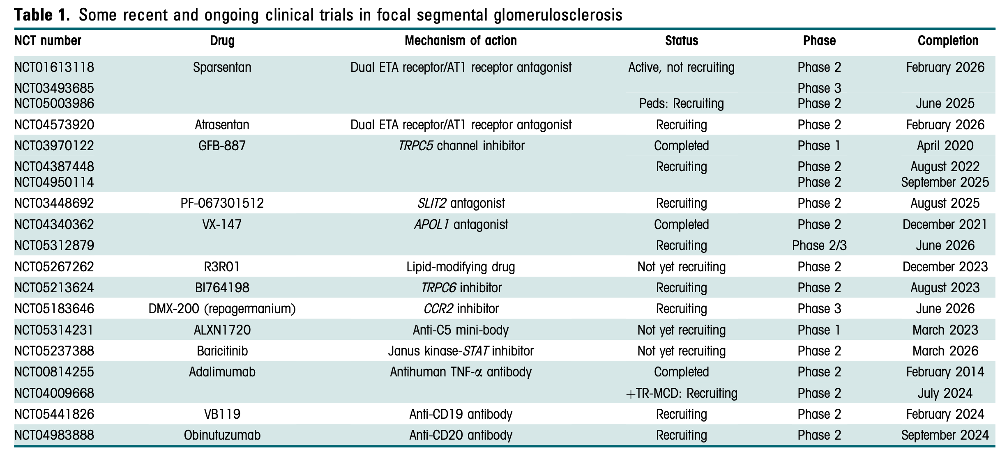 Table 1. Some recent and ongoing clinical trials in focal segmental glomerulosclerosis
NCT number Drug Mechanism of action Status Phase Completion
NCT01613118 Sparsentan Dual ETA receptor/AT1 receptor antagonist Active, not recruiting Phase 2 February 2026
NCT03493685 Phase 3
NCT05003986 Peds: Recruiting Phase 2 June 2025
NCT04573920 Atrasentan Dual ETA receptor/AT1 receptor antagonist Recruiting Phase 2 February 2026
NCT03970122 GFB-887 TRPC5 channel inhibitor Completed Phase 1 April 2020
NCT04387448 Recruiting Phase 2 August 2022
NCT04950114 Phase 2 September 2025
NCT03448692 PF-067301512 SLIT2 antagonist Recruiting Phase 2 August 2025
NCT04340362 VX-147 APOL1 antagonist Completed Phase 2 December 2021
NCT05312879 Recruiting Phase 2/3 June 2026
NCT05267262 R3R01 Lipid-modifying drug Not yet recruiting Phase 2 December 2023
NCT05213624 BI764198 TRPC6 inhibitor Recruiting Phase 2 August 2023
NCT05183646 DMX-200 (repagermanium) CCR2 inhibitor Recruiting Phase 3 June 2026
NCT05314231 ALXN1720 Anti-C5 mini-body Not yet recruiting Phase 1 March 2023
NCT05237388 Baricitinib Janus kinase-STAT inhibitor Not yet recruiting Phase 2 March 2026
NCT00814255 Adalimumab Antihuman TNF-α antibody Completed Phase 2 February 2014
NCT04009668 +TR-MCD: Recruiting Phase 2 July 2024
NCT05441826 VB119 Anti-CD19 antibody Recruiting Phase 2 February 2024
NCT04983888 Obinutuzumab Anti-CD20 antibody Recruiting Phase 2 September 2024